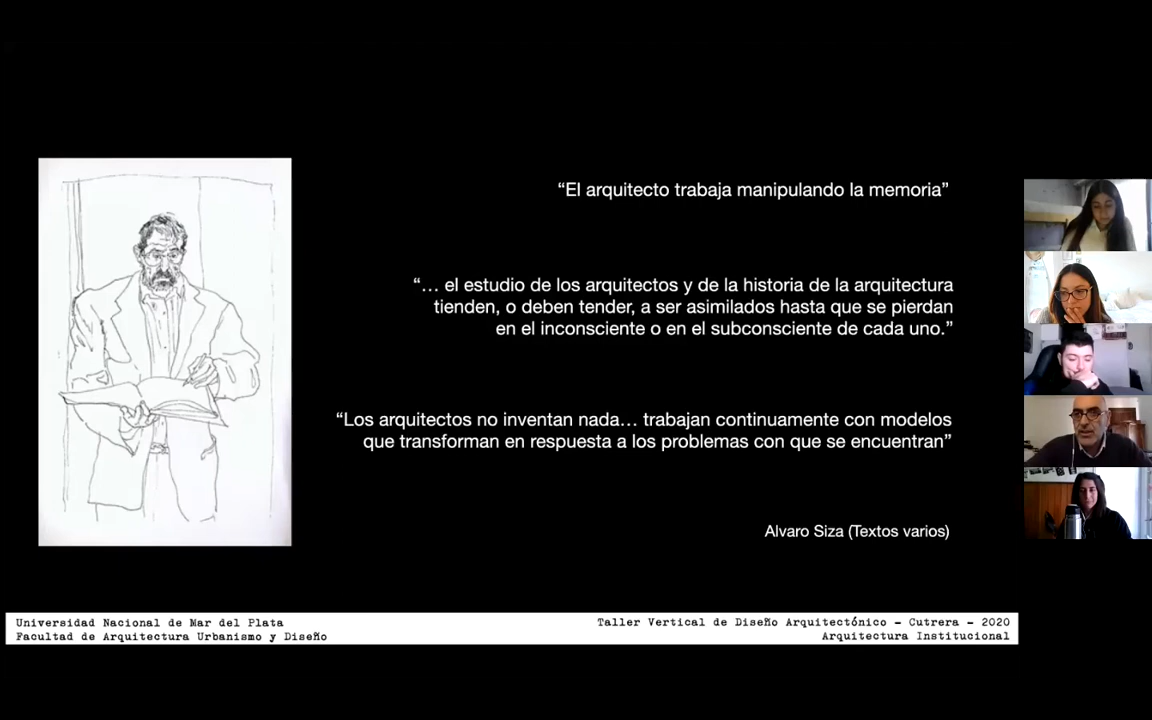 “El arquitecto trabaja manipulando la memoria”
“… el estudio de los arquitectos y de la historia de la arquitectura
tienden, o deben tender, a ser asimilados hasta que se pierdan
en el inconsciente o en el subconsciente de cada uno.”
“Los arquitectos no inventan nada… trabajan continuamente con modelos
que transforman en respuesta a los problemas con que se encuentran”
Alvaro Siza (Textos varios)
Universidad Nacional de Mar del Plata
Facultad de Arquitectura Urbanismo y Diseño
Taller Vertical de Diseño Arquitectónico – Cutrera – 2020
Arquitectura Institucional